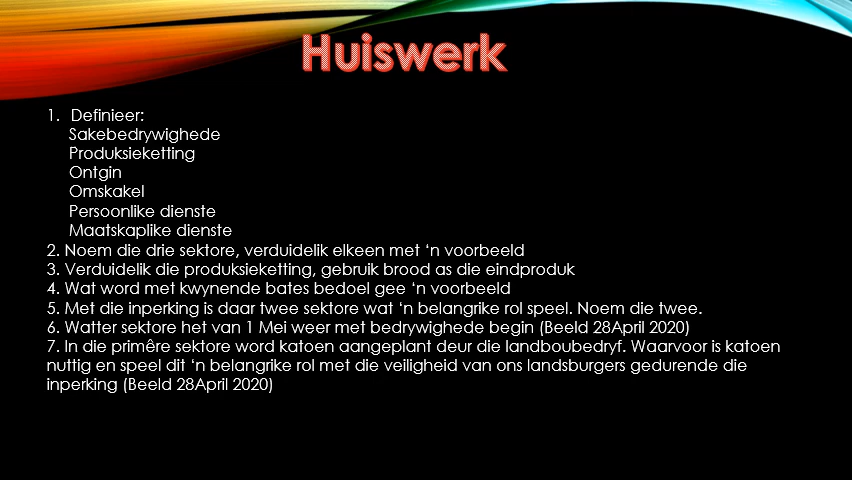 Huiswerk
1. Definieer:
Sakebedrywighede
Produksieketting
Ontgin
Omskakel
Persoonlike dienste
Maatskaplike dienste
2. Noem die drie sektore, verduidelik elkeen met ‘n voorbeeld
3. Verduidelik die produksieketting, gebruik brood as die eindproduk
4. Wat word met kwynende bates bedoel gee ‘n voorbeeld
5. Met die inperking is daar twee sektore wat ‘n belangrike rol speel. Noem die twee.
6. Watter sektore het van 1 Mei weer met bedrywighede begin (Beeld 28April 2020)
7. In die primêre sektore word katoen aangeplant deur die landboubedryf. Waarvoor is katoen
nuttig en speel dit ‘n belangrike rol met die veiligheid van ons landsburgers gedurende die
inperking (Beeld 28April 2020)